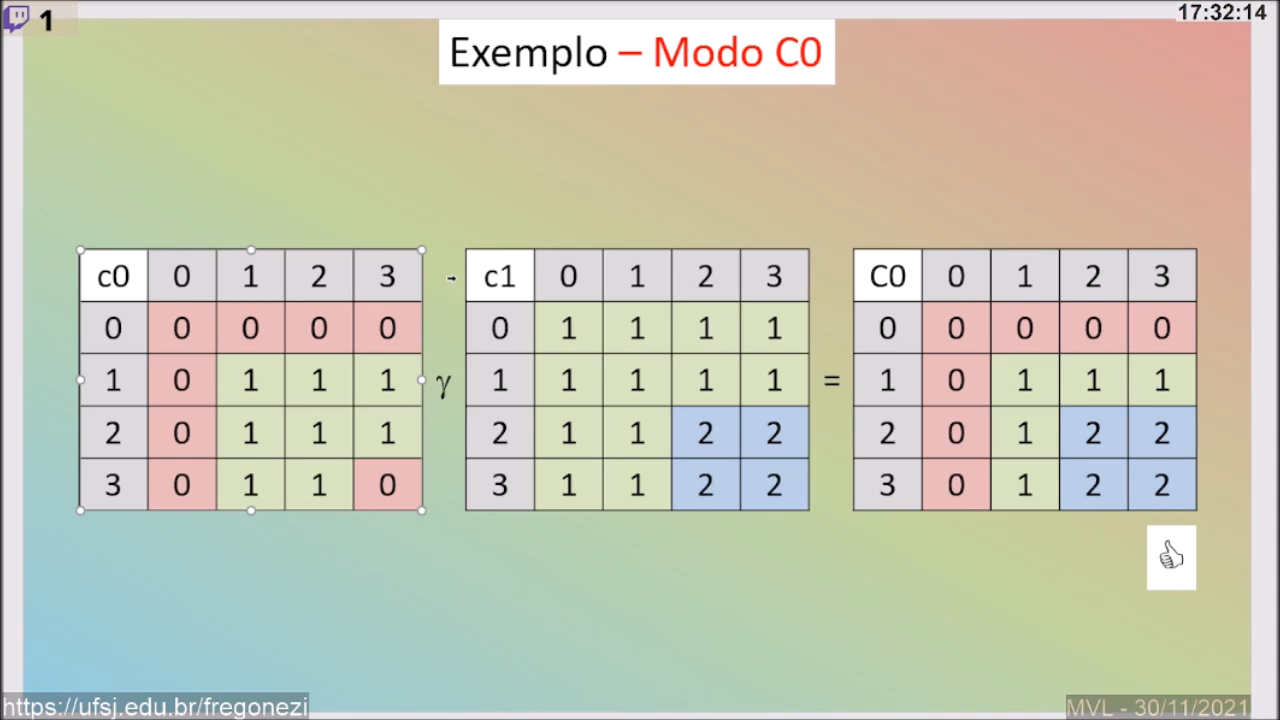 1
17:32:14
Exemplo – Modo C0
c0 0 1 2 3
0 0 0 0 0
1 0 1 1 1
2 0 1 1 1
3 0 1 1 0
γ
c1 0 1 2 3
0 1 1 1 1
1 1 1 1 1
2 1 1 2 2
3 1 1 2 2
=
C0 0 1 2 3
0 0 0 0 0
1 0 1 1 1
2 0 1 2 2
3 0 1 2 2
https://ufsj.edu.br/fregonezi
MVL - 30/11/2021